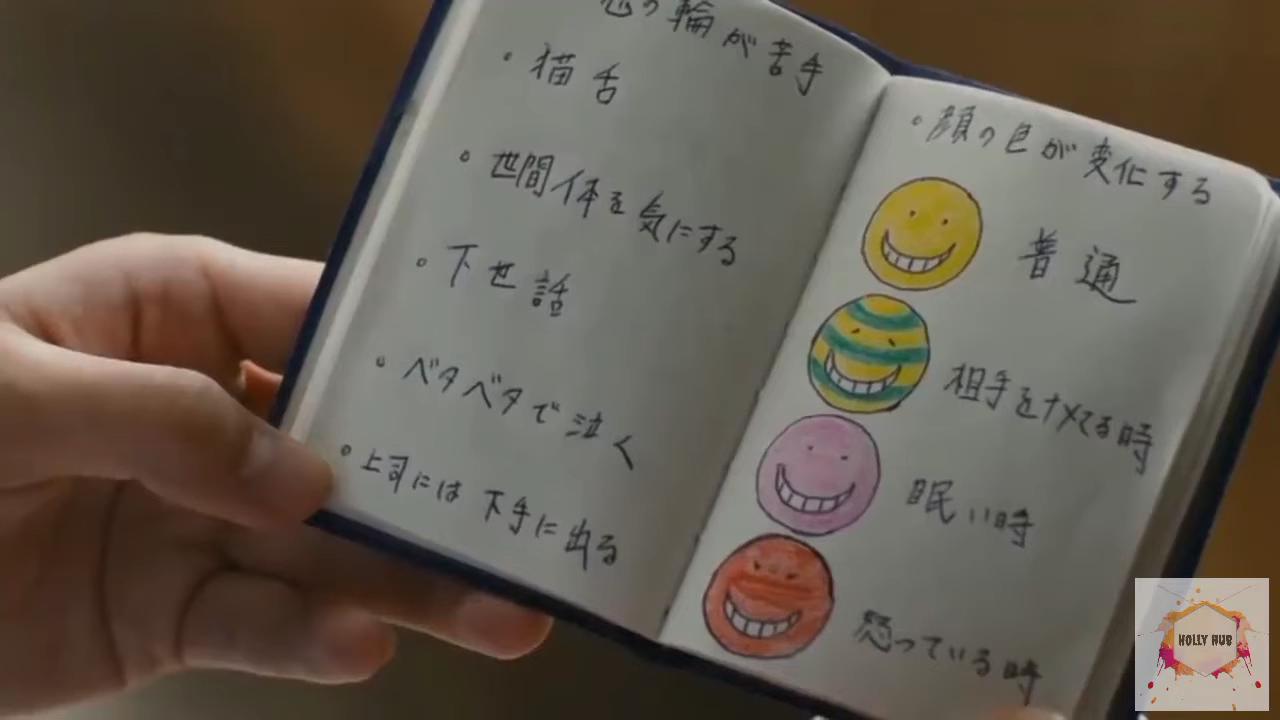 の輪が苦手
・猫舌
・世間体を気にする
・下世話
・ベタベタで泣く
・上司には下手に出る
・顔の色が変化する
普通
相手をナメてる時
眠い時
怒っている時
HOLLY HUB